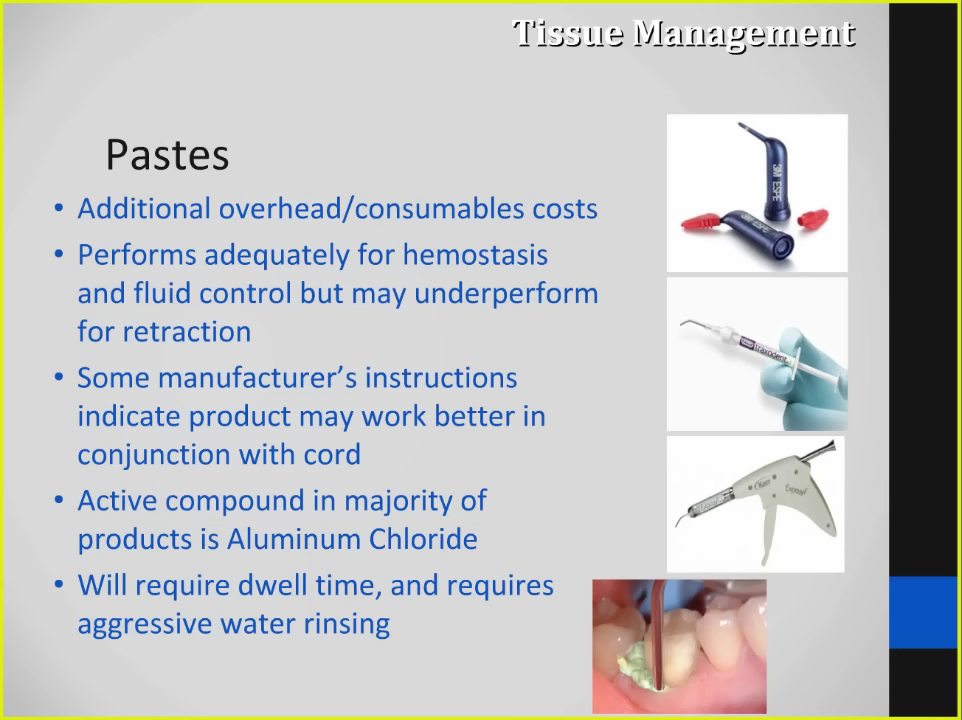 Tissue Management
Pastes
• Additional overhead/consumables costs
• Performs adequately for hemostasis
and fluid control but may underperform
for retraction
• Some manufacturer’s instructions
indicate product may work better in
conjunction with cord
• Active compound in majority of
products is Aluminum Chloride
• Will require dwell time, and requires
aggressive water rinsing
3M ESPE
traxodent
Kerr